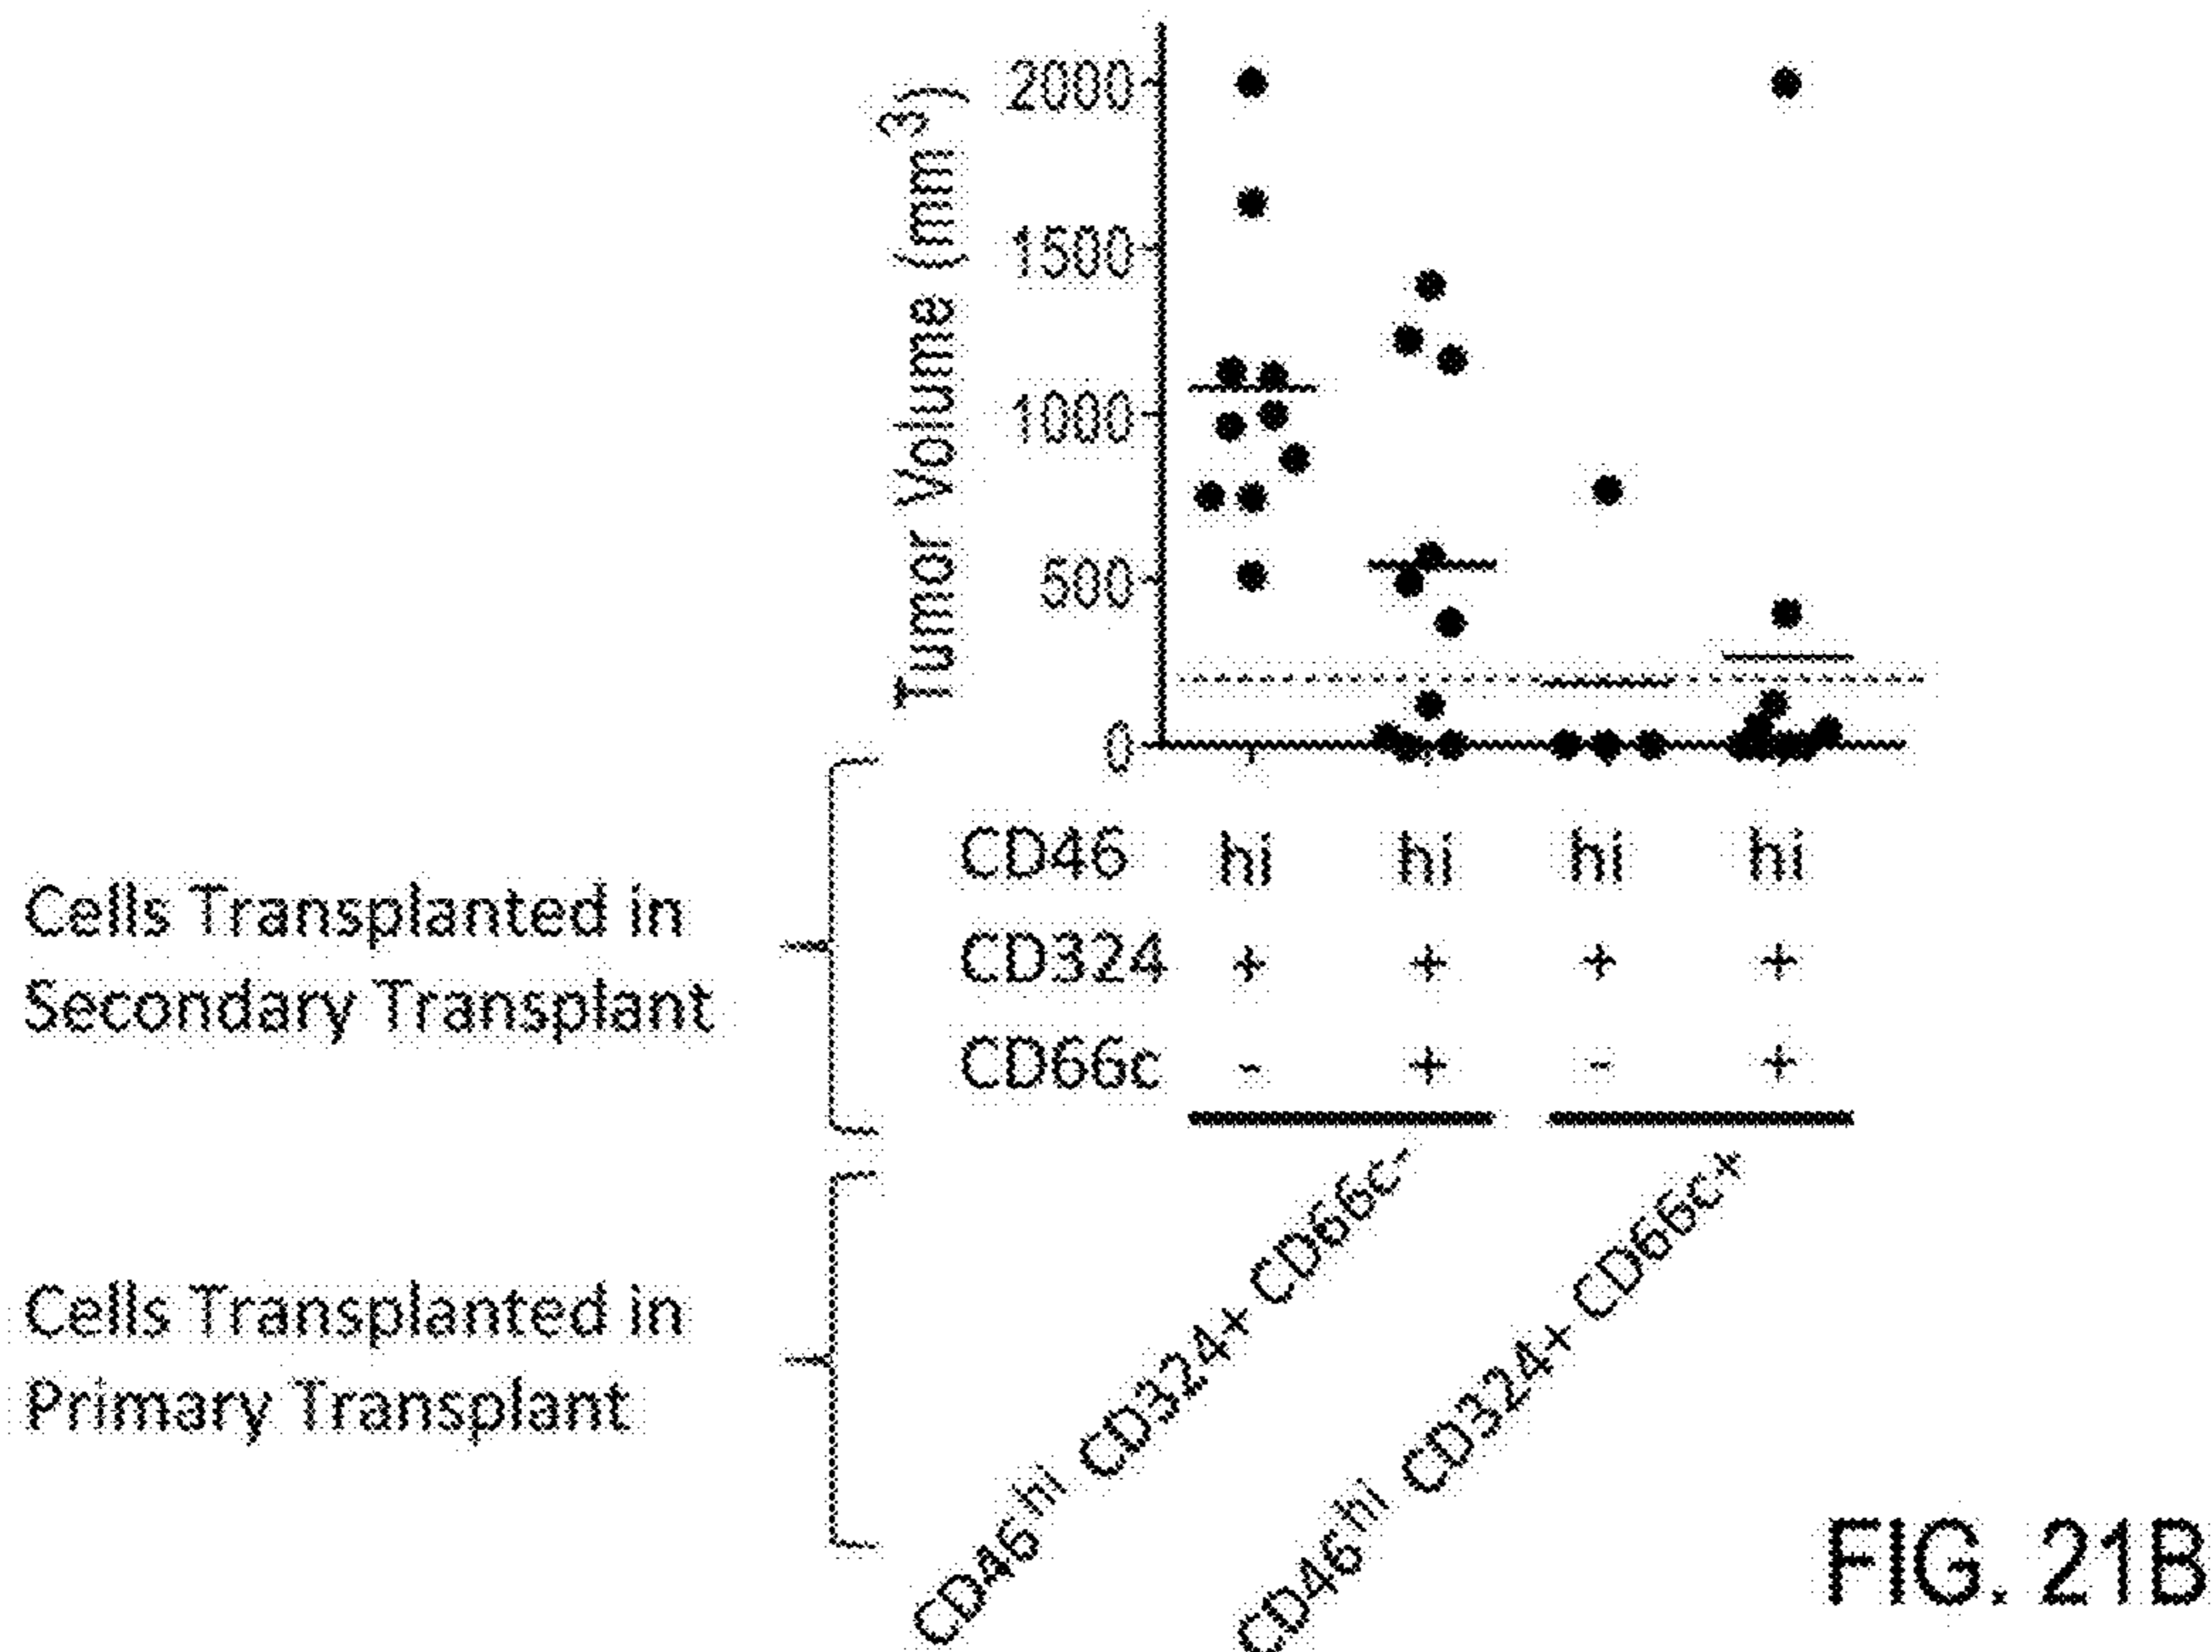 Tumor Volume (mm3)
2000
1500
1000
500
0
CD46 hi hi hi hi
Cells Transplanted in
Secondary Transplant
CD324 + + + +
CD66c - + - +
Cells Transplanted in
Primary Transplant
CD46hi CD324+ CD66c-
CD46hi CD324+ CD66c+
FIG. 21B